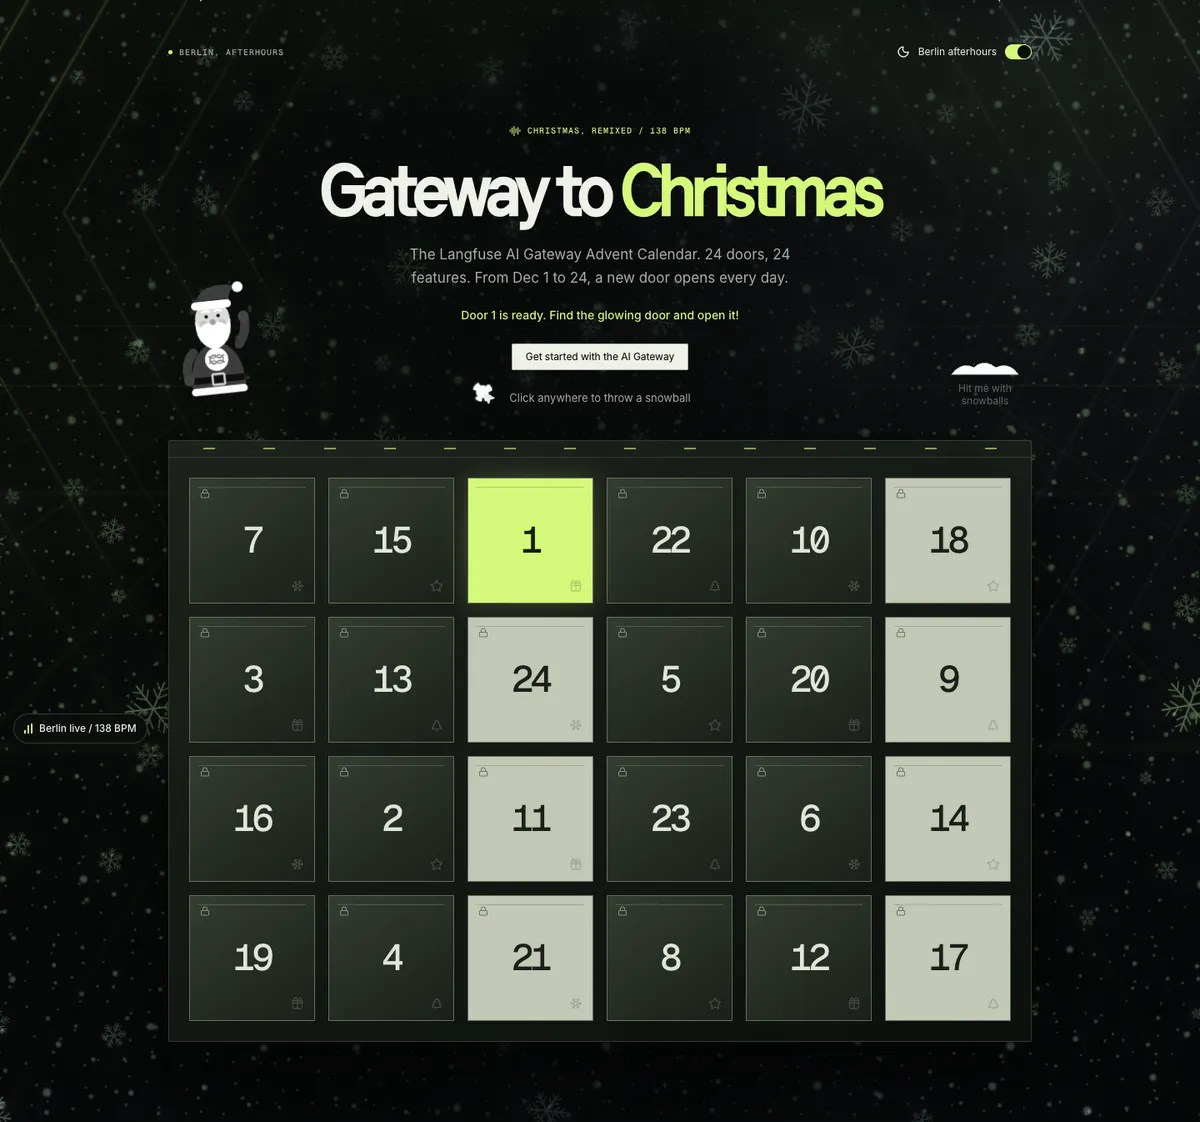 BERLIN, AFTERHOURS
Berlin afterhours
CHRISTMAS, REMIXED / 138 BPM
Gateway to Christmas
The Langfuse AI Gateway Advent Calendar. 24 doors, 24
features. From Dec 1 to 24, a new door opens every day.
Door 1 is ready. Find the glowing door and open it!
Get started with the AI Gateway
Click anywhere to throw a snowball
Hit me with
snowballs
7 15 1 22 10 18
3 13 24 5 20 9
Berlin live / 138 BPM
16 2 11 23 6 14
19 4 21 8 12 17